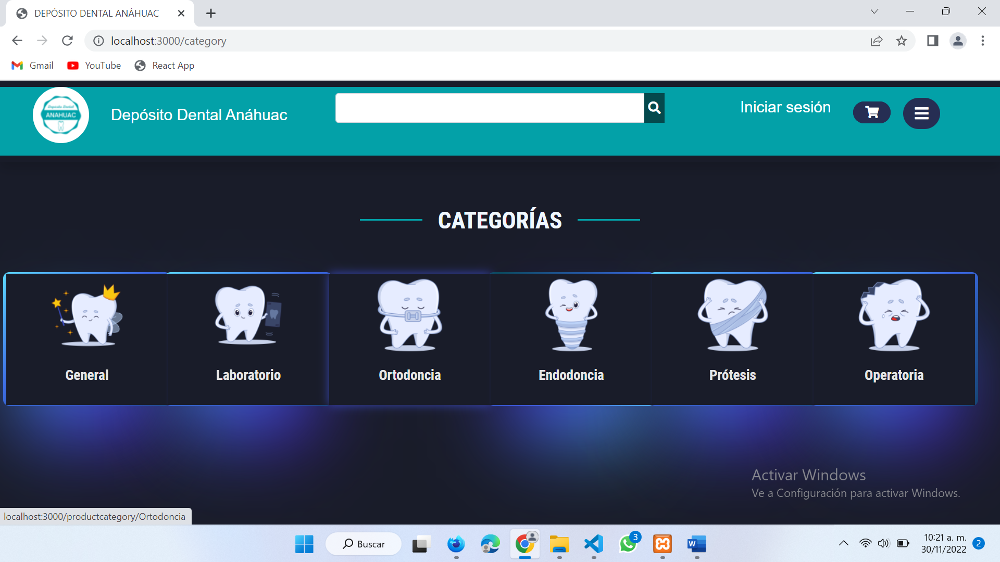 DEPÓSITO DENTAL ANÁHUAC
localhost:3000/category
Gmail
YouTube
React App
Depósito Dental
ANAHUAC
Depósito Dental Anáhuac
Iniciar sesión
CATEGORÍAS
General
Laboratorio
Ortodoncia
Endodoncia
Prótesis
Operatoria
Activar Windows
Ve a Configuración para activar Windows.
localhost:3000/productcategory/Ortodoncia
Buscar
W
3
10:21 a. m.
30/11/2022
2